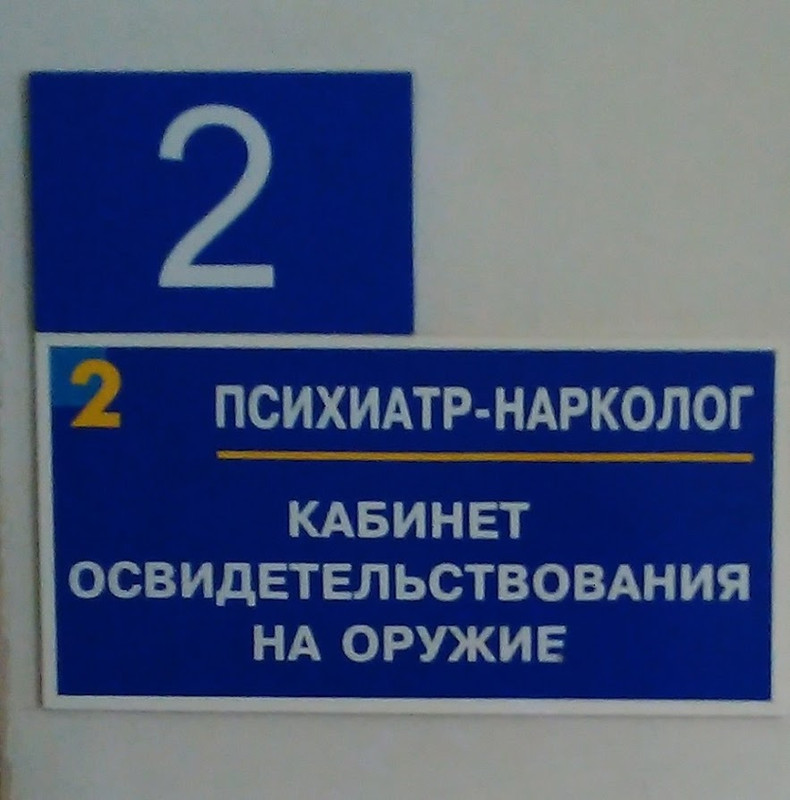 2
2 ПСИХИАТР-НАРКОЛОГ
КАБИНЕТ
ОСВИДЕТЕЛЬСТВОВАНИЯ
НА ОРУЖИЕ